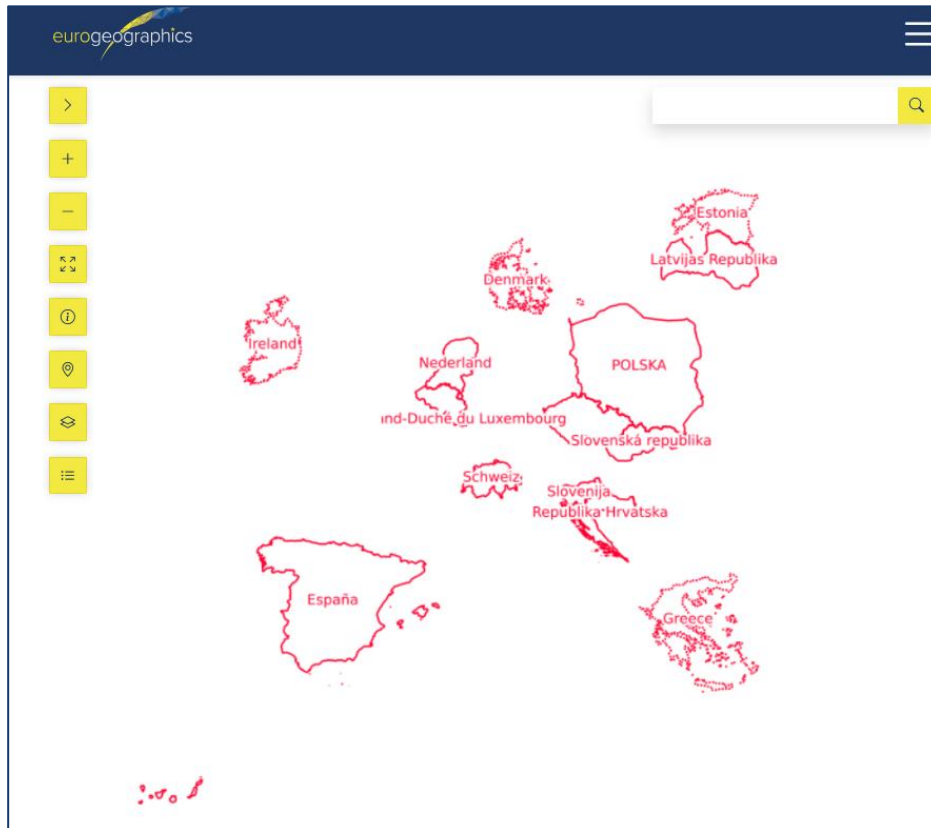 eurogeographics
Estonia
Latvijas Republika
Denmark
Ireland
Nederland
POLSKA
ind-Duché du Luxembourg
Slovenská republika
Schweiz
Slovenija
Republika Hrvatska
España
Greece